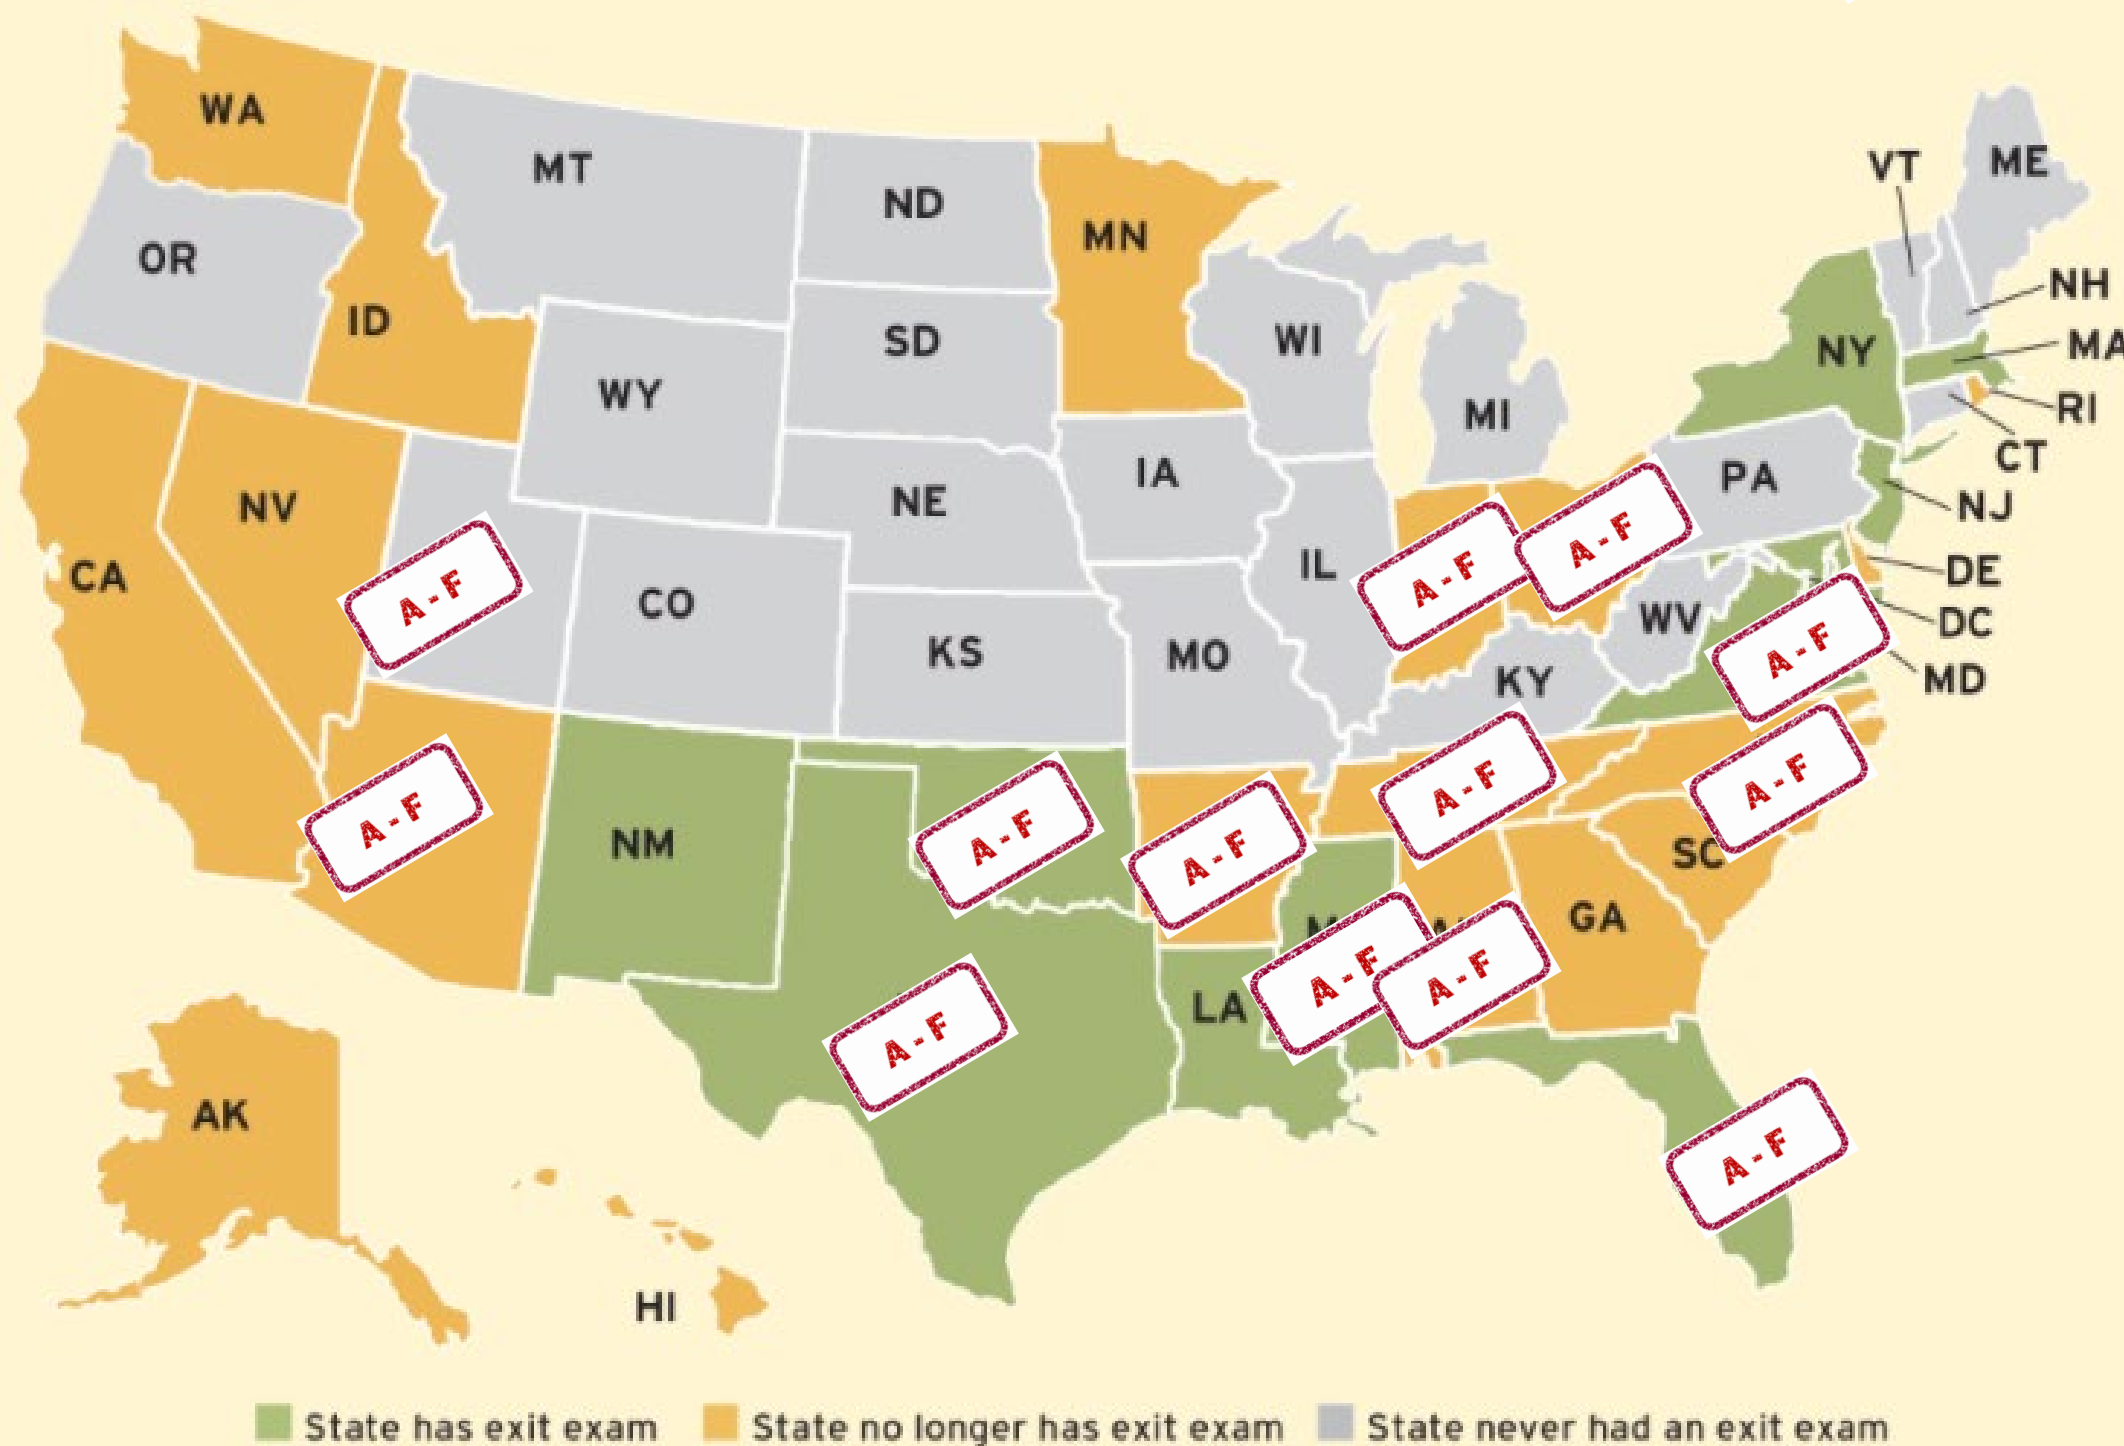 WA
MT
ND
MN
VT
ME
OR
ID
SD
WI
NH
MA
NY
WY
MI
RI
CT
IA
PA
NV
NE
NJ
CA
IL
DE
CO
WV
DC
KS
MO
KY
MD
A-F
A-F
A-F
A-F
A-F
A-F
A-F
A-F
A-F
A-F
NM
SC
GA
LA
A-F
A-F
A-F
AK
HI
State has exit exam
State no longer has exit exam
State never had an exit exam